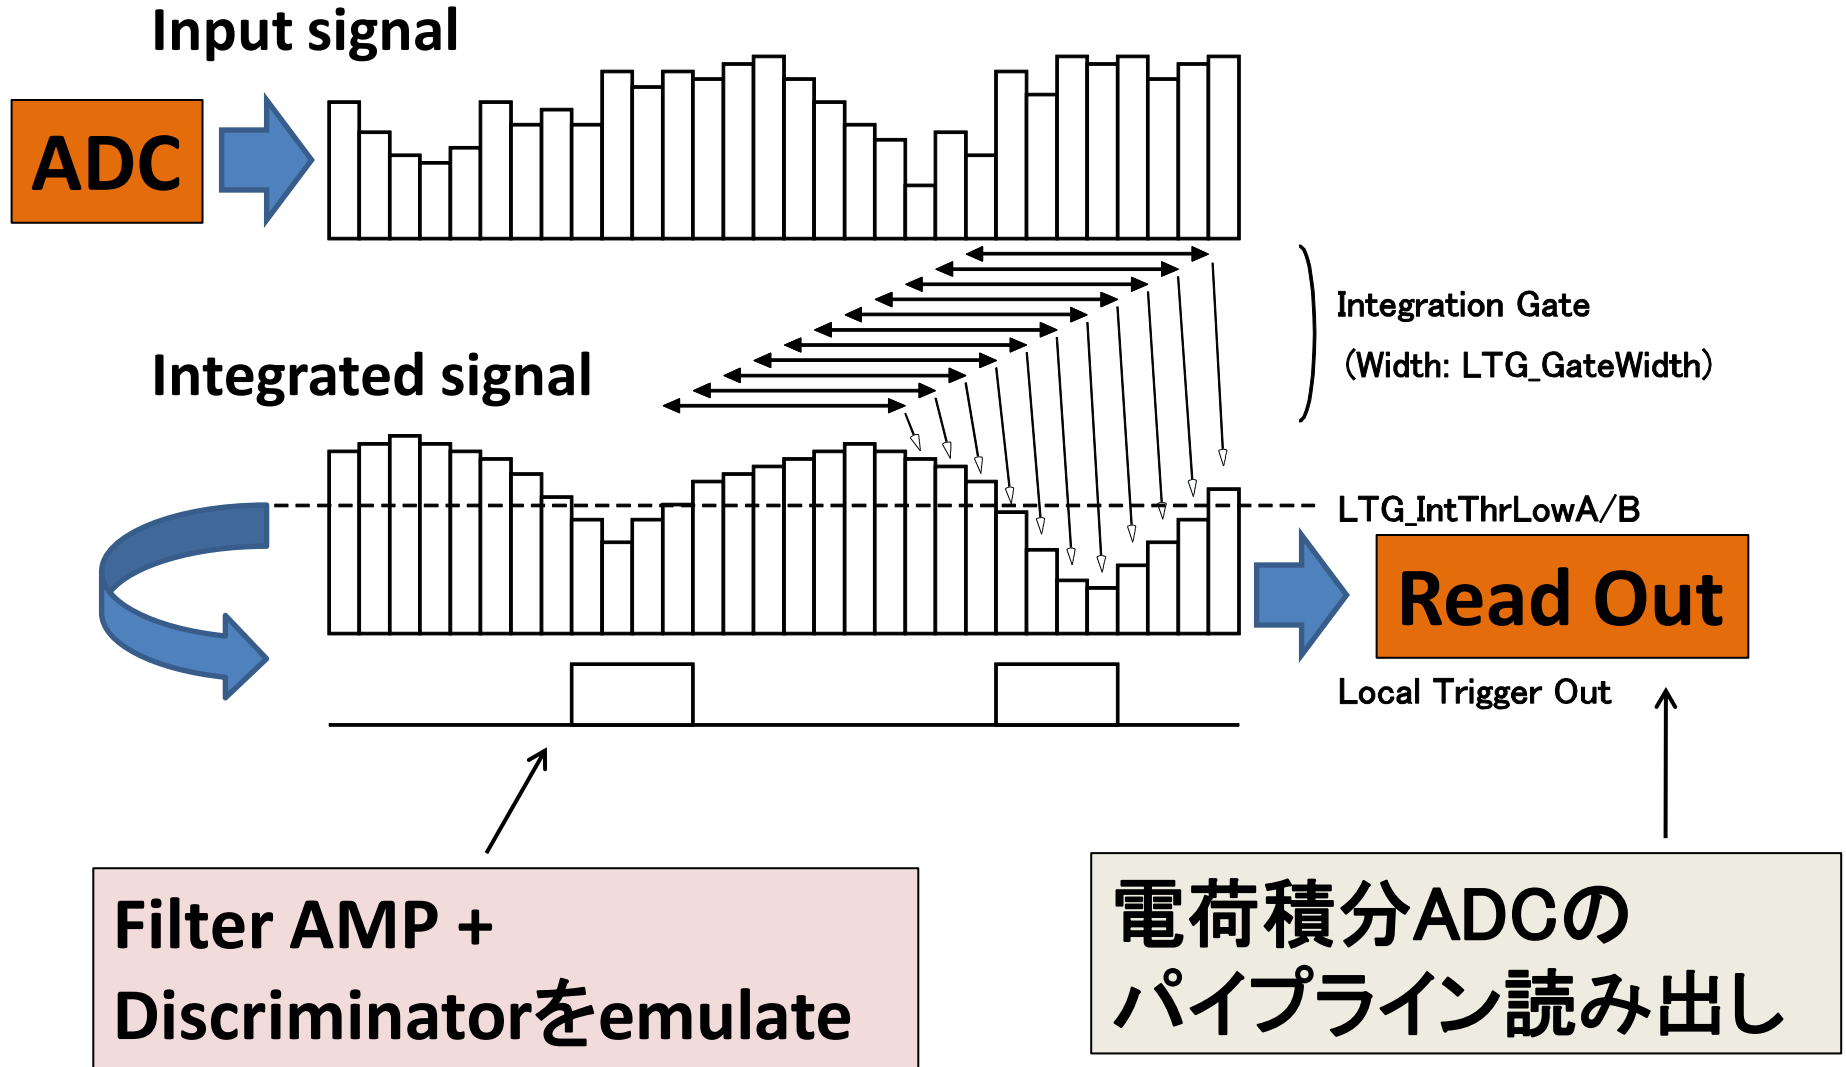 Input signal
ADC
Integration Gate
(Width: LTG_GateWidth)
Integrated signal
LTG_IntThrLowA/B
Read Out
Local Trigger Out
Filter AMP +
Discriminatorをemulate
電荷積分ADCの
パイプライン読み出し